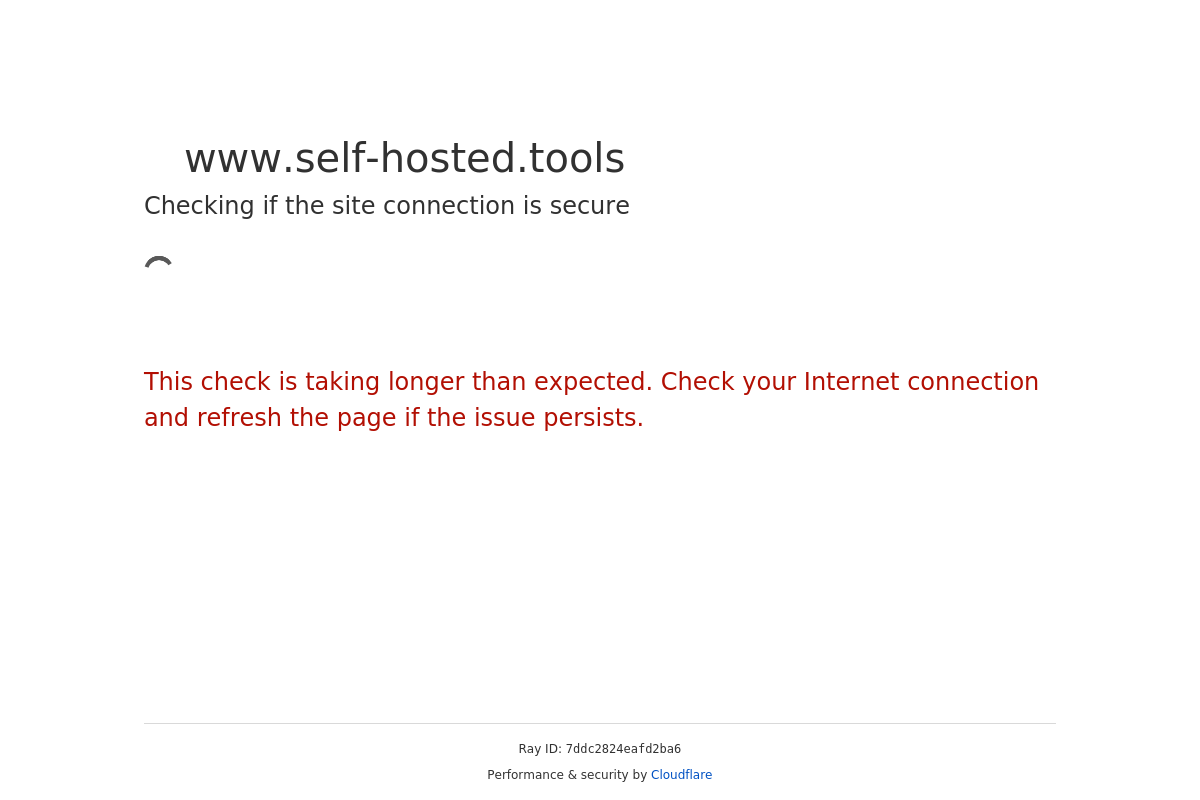 www.self-hosted.tools
Checking if the site connection is secure
This check is taking longer than expected. Check your Internet connection
and refresh the page if the issue persists.
Ray ID: 7ddc2824eafd2ba6
Performance & security by Cloudflare